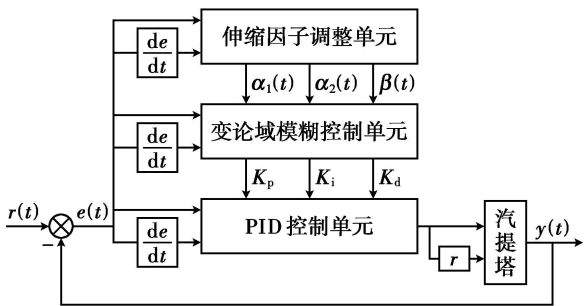 de
dt
伸缩因子调整单元
α₁(t) α₂(t) β(t)
de
dt
变论域模糊控制单元
Kp Ki Kd
r(t) e(t)
−
de
dt
PID 控制单元
r
汽提塔
y(t)